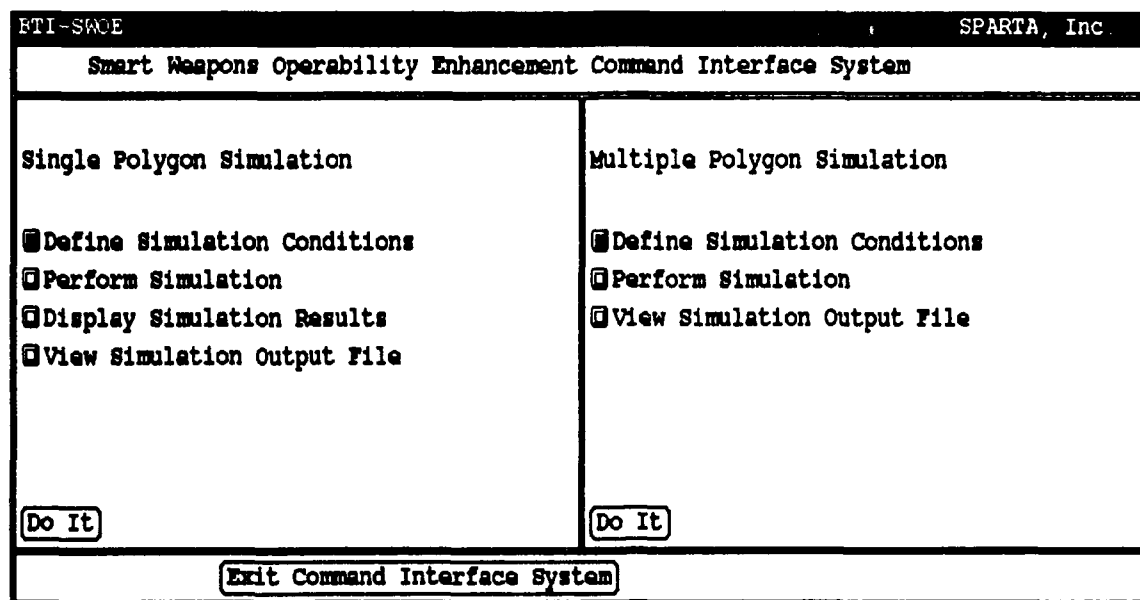 BTI-SWOE SPARTA, Inc.
Smart Weapons Operability Enhancement Command Interface System
Single Polygon Simulation
Define Simulation Conditions
Perform Simulation
Display Simulation Results
View Simulation Output File
Do It
Multiple Polygon Simulation
Define Simulation Conditions
Perform Simulation
View Simulation Output File
Do It
Exit Command Interface System